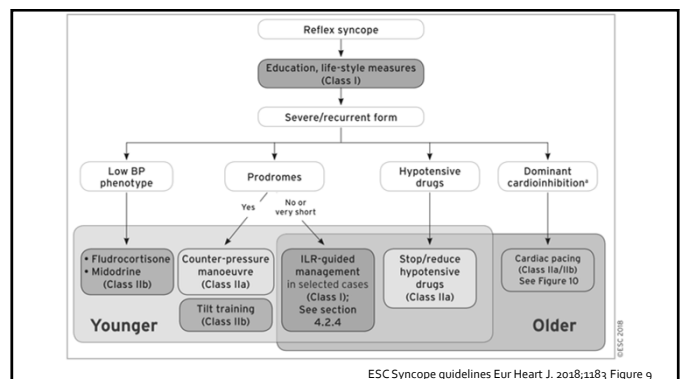 Reflex syncope
Education, life-style measures
(Class I)
Severe/recurrent form
Low BP
phenotype
Prodromes
Hypotensive
drugs
Dominant
cardioinhibitionª
Yes
No or
very short
• Fludrocortisone
• Midodrine
(Class IIb)
Counter-pressure
manoeuvre
(Class IIa)
Tilt training
(Class IIb)
ILR-guided
management
in selected cases
(Class I);
See section
4.2.4
Stop/reduce
hypotensive
drugs
(Class IIa)
Cardiac pacing
(Class IIa/IIb)
See Figure 10
Younger
Older
©ESC 2018
ESC Syncope guidelines Eur Heart J. 2018;1183 Figure 9